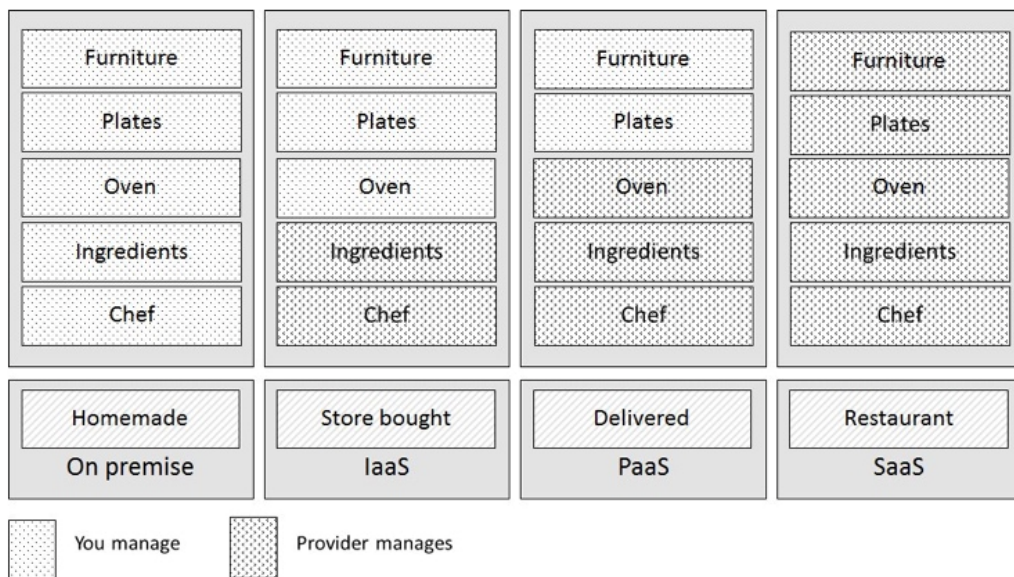 Furniture Furniture Furniture Furniture
Plates Plates Plates Plates
Oven Oven Oven Oven
Ingredients Ingredients Ingredients Ingredients
Chef Chef Chef Chef
Homemade Store bought Delivered Restaurant
On premise IaaS PaaS SaaS
You manage Provider manages